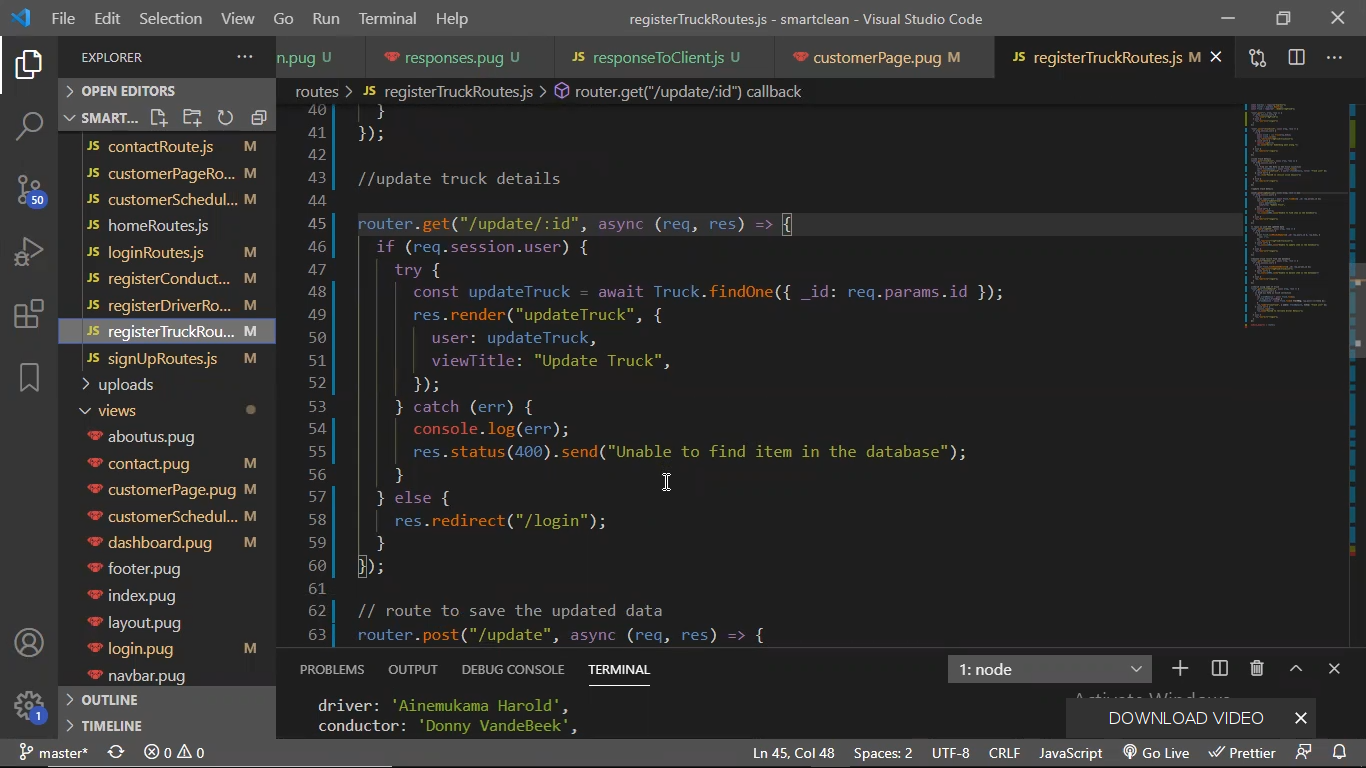 File Edit Selection View Go Run Terminal Help registerTruckRoutes.js - smartclean - Visual Studio Code
EXPLORER
n.pug U responses.pug U JS responseToClient.js U customerPage.pug M JS registerTruckRoutes.js M
OPEN EDITORS
routes > JS registerTruckRoutes.js > router.get("/update/:id") callback
SMART...
JS contactRoute.js M
JS customerPageRo... M
JS customerSchedul... M
JS homeRoutes.js
50
JS loginRoutes.js M
JS registerConduct... M
JS registerDriverRo... M
JS registerTruckRou... M
JS signUpRoutes.js M
uploads
views
aboutus.pug
contact.pug M
customerPage.pug M
customerSchedul... M
dashboard.pug M
footer.pug
index.pug
layout.pug
login.pug M
navbar.pug
OUTLINE
1
TIMELINE
40 }
41 });
42
43 //update truck details
44
45 router.get("/update/:id", async (req, res) => {
46 if (req.session.user) {
47 try {
48 const updateTruck = await Truck.findOne({ _id: req.params.id });
49 res.render("updateTruck", {
50 user: updateTruck,
51 viewTitle: "Update Truck",
52 });
53 } catch (err) {
54 console.log(err);
55 res.status(400).send("Unable to find item in the database");
56 }
57 } else {
58 res.redirect("/login");
59 }
60 });
61
62 // route to save the updated data
63 router.post("/update", async (req, res) => {
PROBLEMS OUTPUT DEBUG CONSOLE TERMINAL 1: node
driver: 'Ainemukama Harold',
conductor: 'Donny VandeBeek',
Activate Windows
DOWNLOAD VIDEO
master* 0 0 Ln 45, Col 48 Spaces: 2 UTF-8 CRLF JavaScript Go Live Prettier